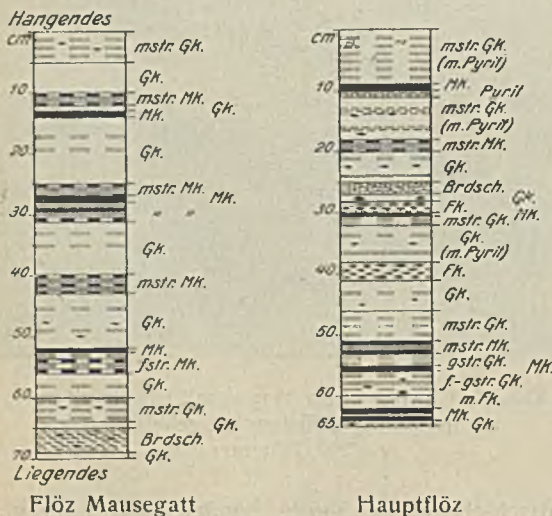 Hangendes
cm
mstr. Gk.
Gk.
10
mstr. Mk.
Gk.
Mk.
20
Gk.
mstr. Mk.
Mk.
30
" "
Gk.
40
mstr. Mk.
50
Gk.
Mk.
fstr. Mk.
Gk.
60
mstr. Gk.
Gk.
Brdsch.
70
Gk.
Liegendes
Flöz Mausegatt
cm
mstr. Gk.
(m. Pyrit)
10
Mk.
Pyrit
mstr. Gk.
(m. Pyrit)
20
mstr. Mk.
Gk.
Brdsch.
Gk.
Fk.
30
Mk.
mstr. Gk.
Gk.
(m. Pyrit)
40
Fk.
Gk.
50
mstr. Gk.
mstr. Mk.
gstr. Gk.
Mk.
f.-gstr. Gk.
60
m. Fk.
Mk.
65
Gk.
Hauptflöz